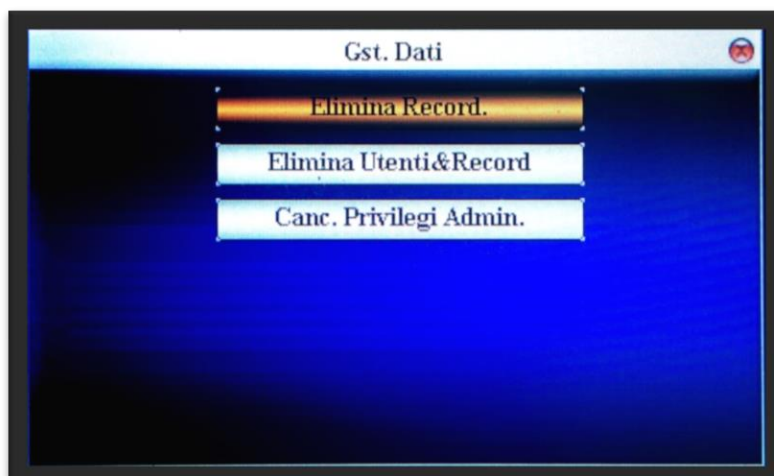 Gst. Dati
Elimina Record.
Elimina Utenti&Record
Canc. Privilegi Admin.